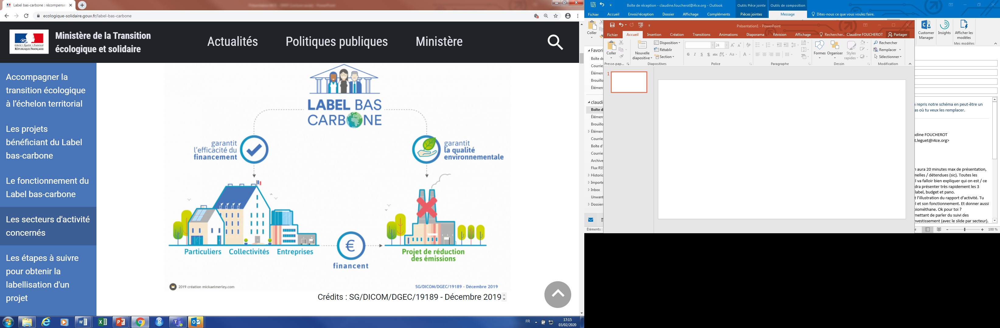 Label bas-carbone : récompense
ecologique-solidaire.gouv.fr/label-bas-carbone
Liberté • Égalité • Fraternité
RÉPUBLIQUE FRANÇAISE
Ministère de la Transition
écologique et solidaire
Actualités
Politiques publiques
Ministère
Accompagner la
transition écologique
à l'échelon territorial
Les projets
bénéficiant du Label
bas-carbone
Le fonctionnement du
Label bas-carbone
Les secteurs d'activité
concernés
Les étapes à suivre
pour obtenir la
labellisation d'un
projet
LABEL BAS
CARBONE
garantit
l'efficacité du
financement
garantit
la qualité
environnementale
Particuliers
Collectivités
Entreprises
€
financent
Projet de réduction
des émissions
2019 création mickaelmerley.com
SG/DICOM/DGEC/19189 - Décembre 2019
Crédits : SG/DICOM/DGEC/19189 - Décembre 2019
FR
17:15
03/02/2020
Boîte de réception - claudine.foucherot@i4ce.org - Outlook
Outils Pièce jointe
Outils de composition
Fichier
Accueil
Envoi/réception
Dossier
Affichage
Compléments
Pièces jointes
Message
Dites-nous ce que vous voulez faire.
Coller
Customer
Manager
Insights
Afficher les
modèles
Mes modèles
Présentation1 - PowerPoint
Fichier
Accueil
Insertion
Création
Transitions
Animations
Diaporama
Révision
Affichage
Rechercher..
Claudine FOUCHEROT
Partager
Coller
Presse-pap...
Nouvelle
diapositive
Disposition
Rétablir
Section
Diapositives
24
G I S S abc AV Aa A
Police
Paragraphe
Formes
Organiser
Styles
rapides
Dessin
Rechercher
Remplacer
Sélectionner
Modification
1
Favori
Boîte de
Courrie
Élémen
Brouillo
Élémen
claudi
Boîte d
Élémen
Brouillo
Élémen
Courrie
Boîte d'
Courrie
Archive
Flux RSS
Historic
Importe
Inbox
Unwant
Dossiers
Éléments :
repris notre schéma en peut-être un
as où tu veux les remplacer.
udine FOUCHEROT
t.leguet@i4ce.org>
n aura 20 minutes max de présentation,
melles / détendues (sic). Toutes les
l va falloir bien expliquer qui on est / ce
dra présenter très rapidement les 3
label, budget et pano.
t l'illustration du rapport d'activité. Tu
l et son fonctionnement. Et donner aussi
biométhane. Ok pour toi ?
mettant de parler du suivi des
nvestissement (avec le slide par secteur).
100 %